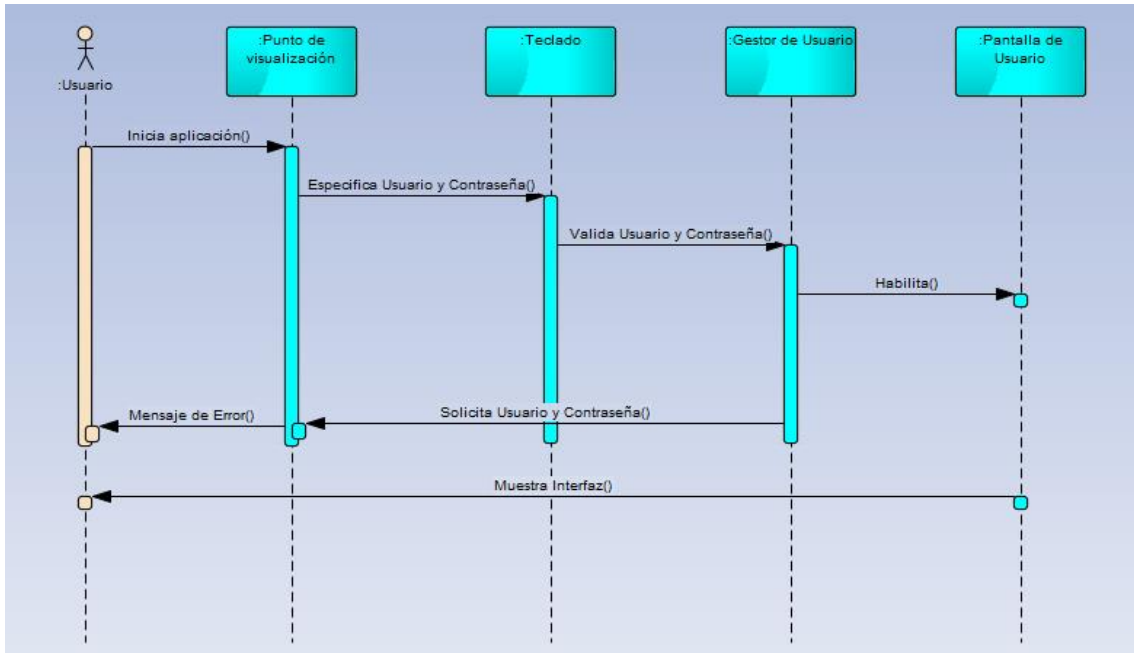 :Usuario
:Punto de
visualización
:Teclado
:Gestor de Usuario
:Pantalla de
Usuario
Inicia aplicación()
Especifica Usuario y Contraseña()
Valida Usuario y Contraseña()
Habilita()
Mensaje de Error()
Solicita Usuario y Contraseña()
Muestra Interfaz()